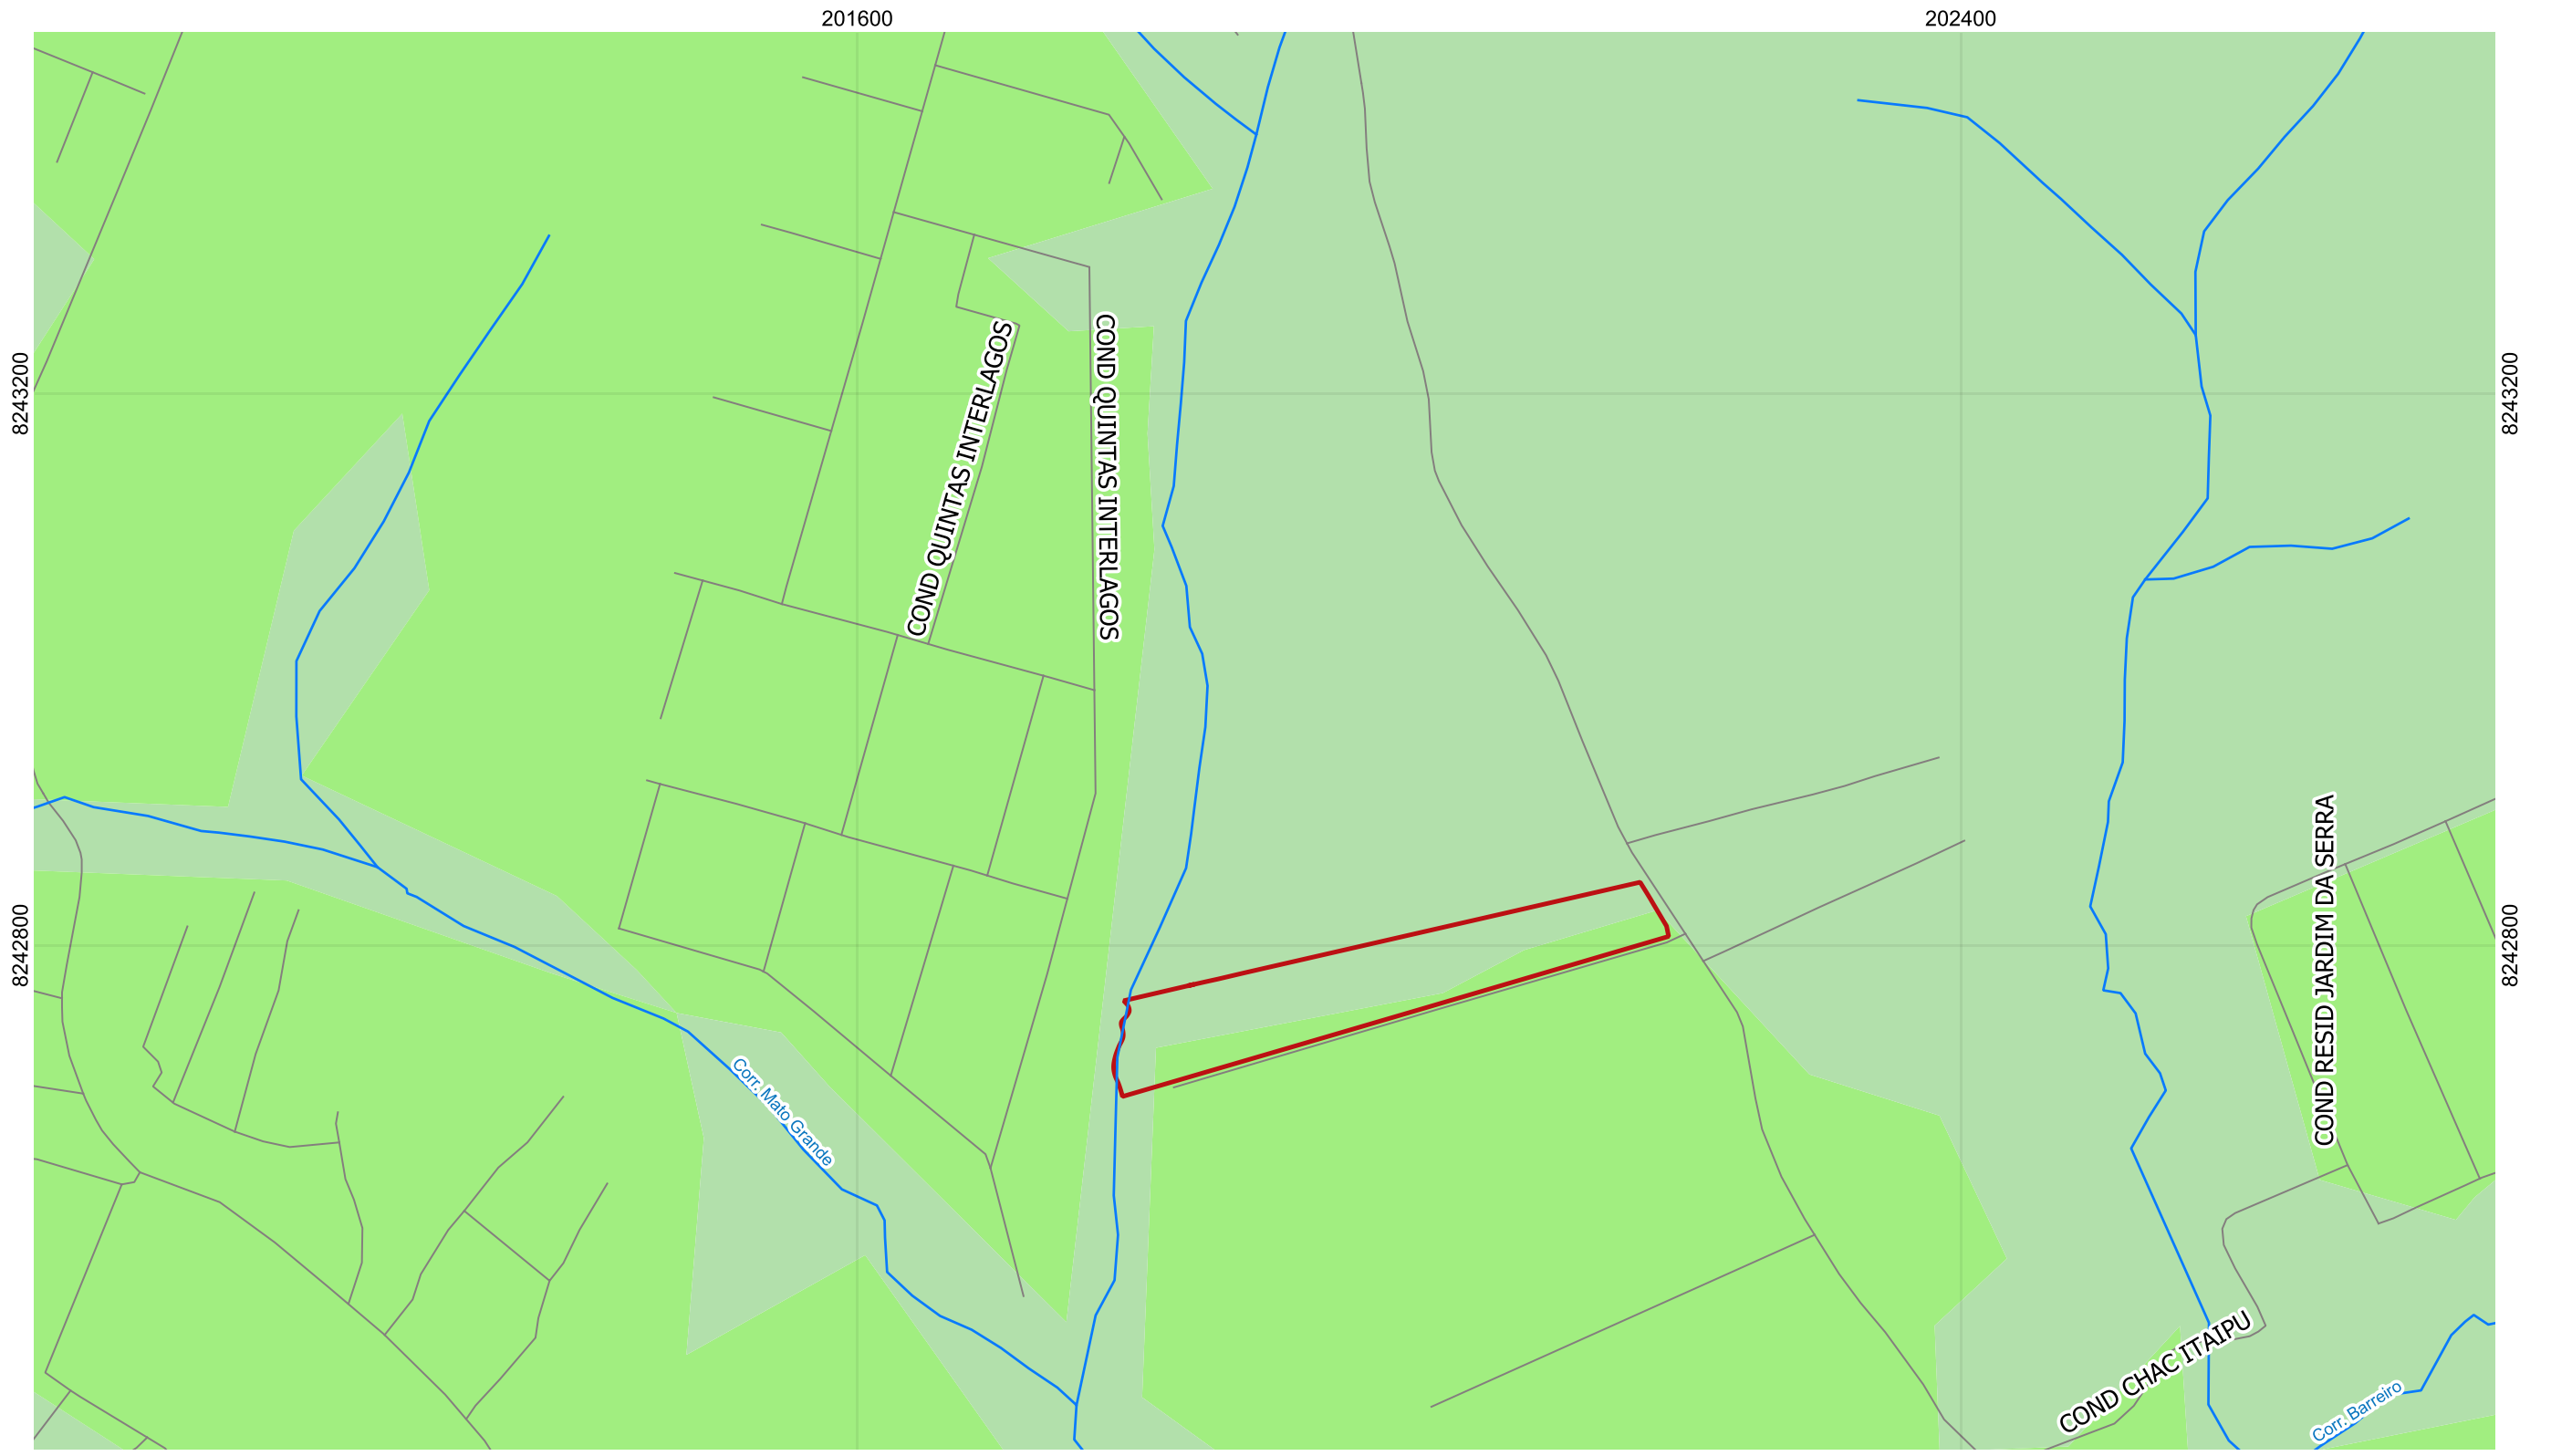 201600
202400
8243200
8243200
COND QUINTAS INTERLAGOS
COND QUINTAS INTERLAGOS
COND RESID JARDIM DA SERRA
8242800
8242800
Corr. Mato Grande
COND CHAC ITAIPU
Corr. Barreiro